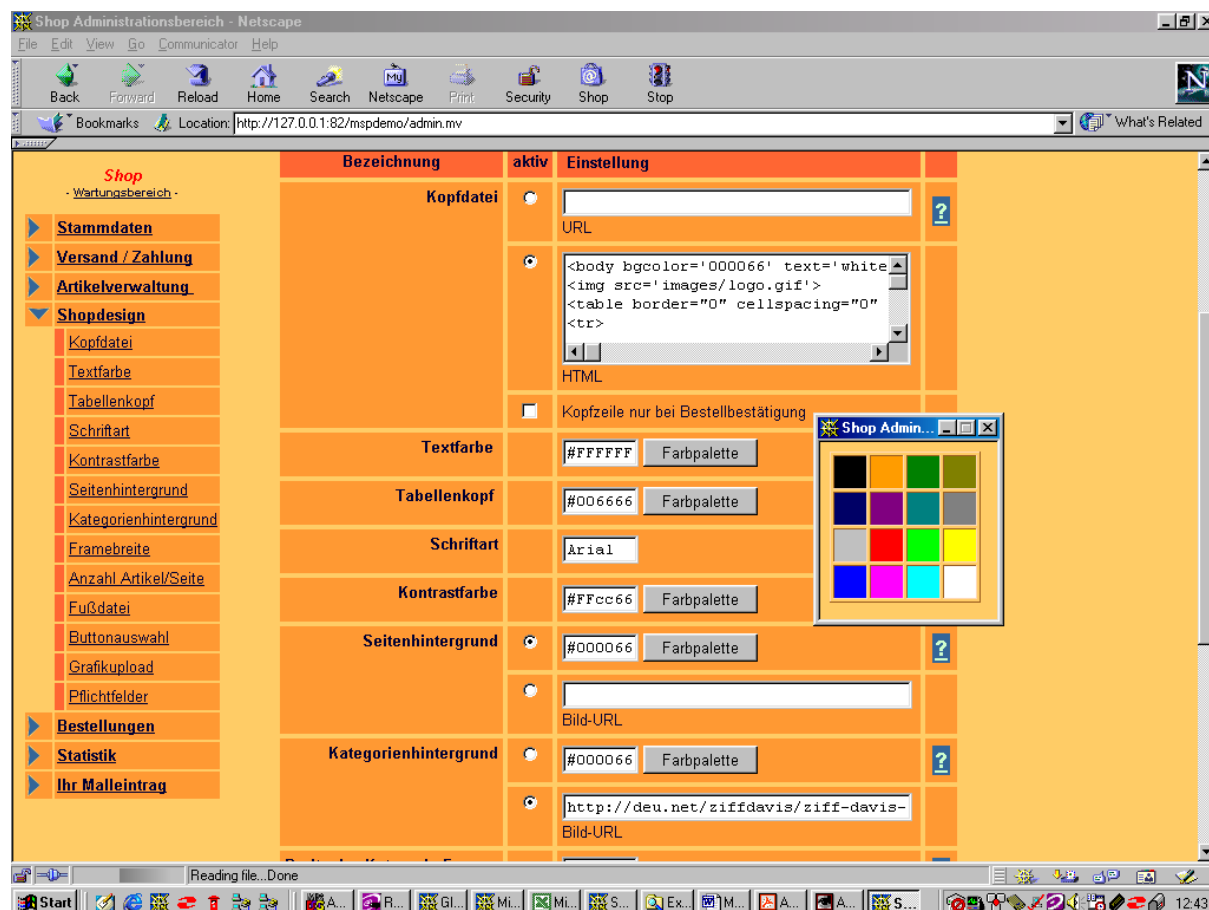 Shop Administrationsbereich - Netscape
File Edit View Go Communicator Help
Back Forward Reload Home Search Netscape Print Security Shop Stop
Bookmarks Location: http://127.0.0.1:82/mspdemo/admin.mv What's Related
Shop
- Wartungsbereich -
Stammdaten
Versand / Zahlung
Artikelverwaltung
Shopdesign
Kopfdatei
Textfarbe
Tabellenkopf
Schriftart
Kontrastfarbe
Seitenhintergrund
Kategorienhintergrund
Framebreite
Anzahl Artikel/Seite
Fußdatei
Buttonauswahl
Grafikupload
Pflichtfelder
Bestellungen
Statistik
Ihr Malleintrag
Bezeichnung aktiv Einstellung
Kopfdatei
URL
?
<body bgcolor='000066' text='white
<img src='images/logo.gif'>
<table border="0" cellspacing="0"
<tr>
HTML
Kopfzeile nur bei Bestellbestätigung
Textfarbe #FFFFFF Farbpalette
Tabellenkopf #006666 Farbpalette
Schriftart Arial
Kontrastfarbe #FFcc66 Farbpalette
Seitenhintergrund #000066 Farbpalette ?
Bild-URL
Kategorienhintergrund #000066 Farbpalette ?
http://deu.net/ziffdavis/ziff-davis-
Bild-URL
Shop Admin...
Reading file...Done
Start A... R... GI... Mi... Mi... S... Ex... M... A... A... S... 12:43